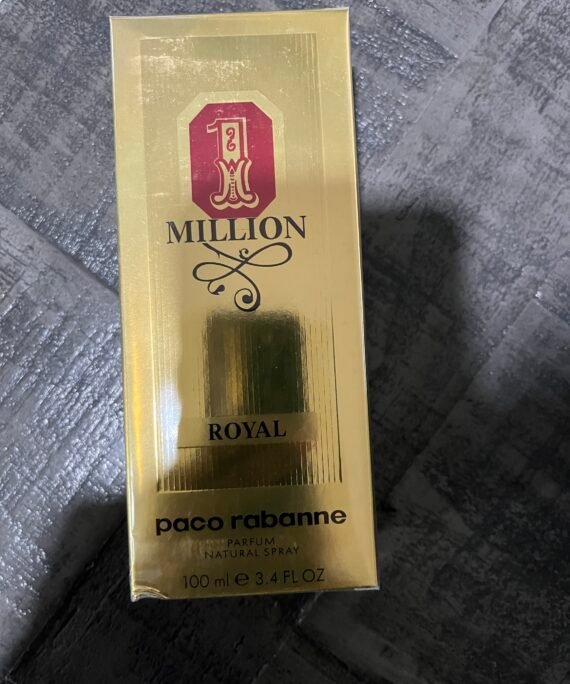 1
MILLION
ROYAL
paco rabanne
PARFUM
NATURAL SPRAY
100 ml e 3.4 FL OZ